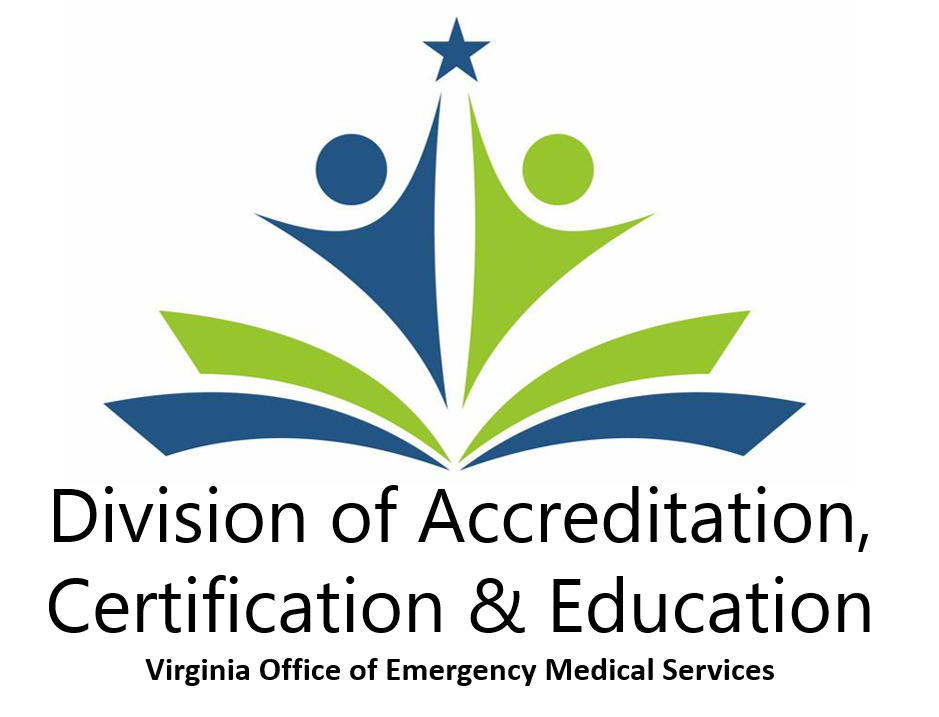 Division of Accreditation,
Certification & Education
Virginia Office of Emergency Medical Services